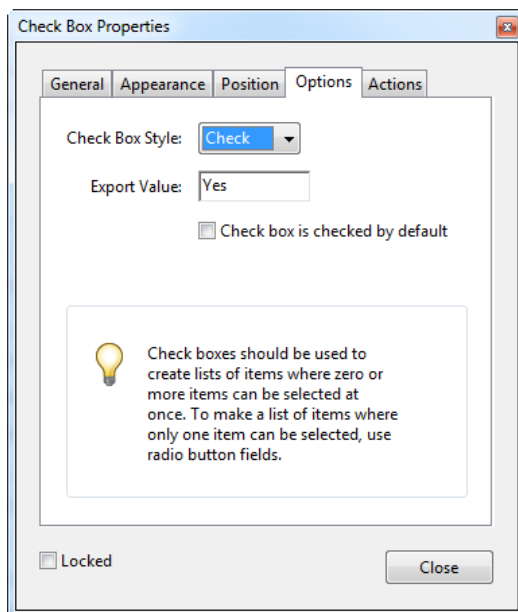 Check Box Properties
General Appearance Position Options Actions
Check Box Style: Check
Export Value: Yes
Check box is checked by default
Check boxes should be used to
create lists of items where zero or
more items can be selected at
once. To make a list of items where
only one item can be selected, use
radio button fields.
Locked
Close